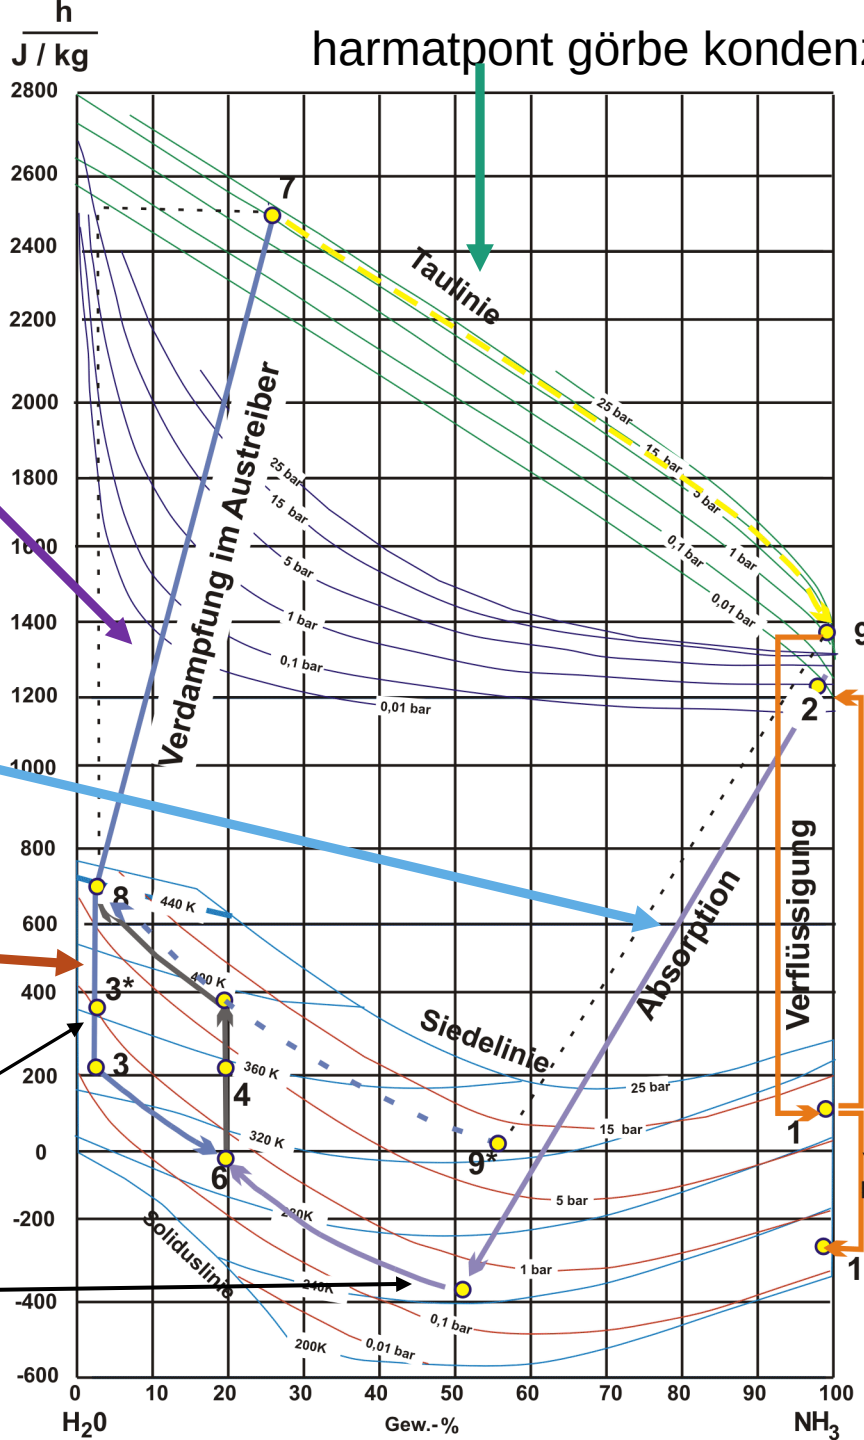 h
J / kg
harmatpont görbe konden
2800
2600
7
2400
Taulinie
2200
2000
25 bar
15 bar
1800
5 bar
25 bar
15 bar
1600
0,1 bar
1 bar
5 bar
Verdampfung im Austreiber
0,01 bar
1400
1 bar
9
0,1 bar
1200
0,01 bar
2
1000
800
Verflüssigung
8
440 K
Absorption
600
400 K
3*
400
Siedelinie
3
360 K
200
25 bar
4
1
15 bar
320 K
0
9*
6
5 bar
-200
280K
Soliduslinie
1
1 bar
240K
-400
0,1 bar
200K
0,01 bar
-600
0 10 20 30 40 50 60 70 80 90 100
H20 Gew.-% NH3